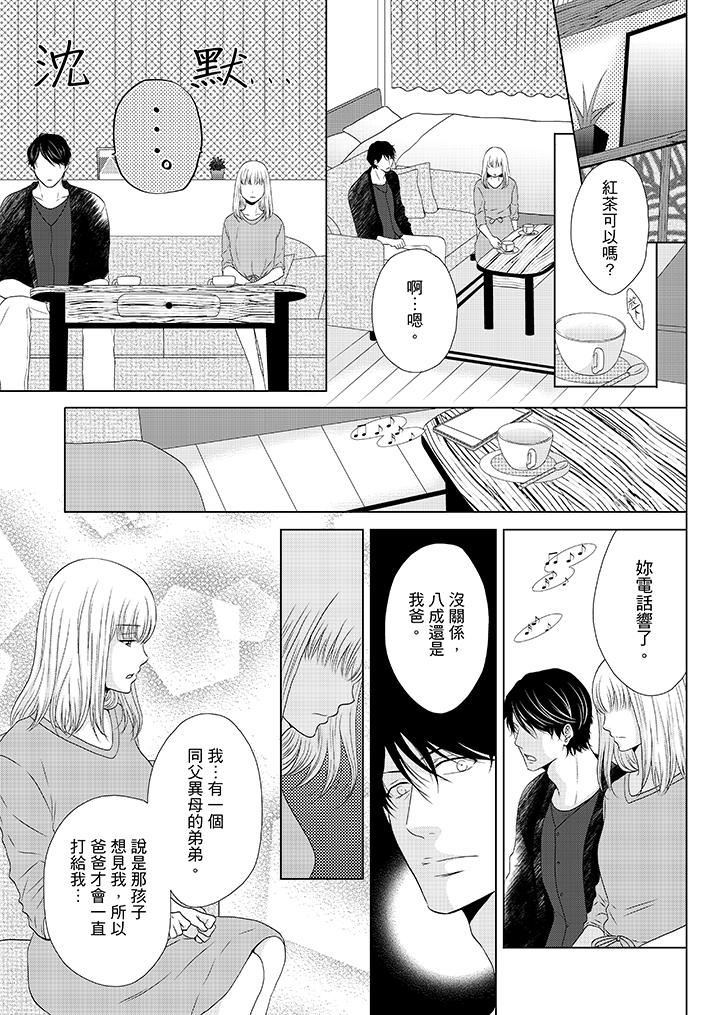 紅茶可以嗎？
啊…嗯。
沈默…
…。
妳電話響了。
沒關係，
八成還是
我爸。
我…有一個
同父異母的弟弟。
說是那孩子
想見我，所以
爸爸才會一直
打給我…